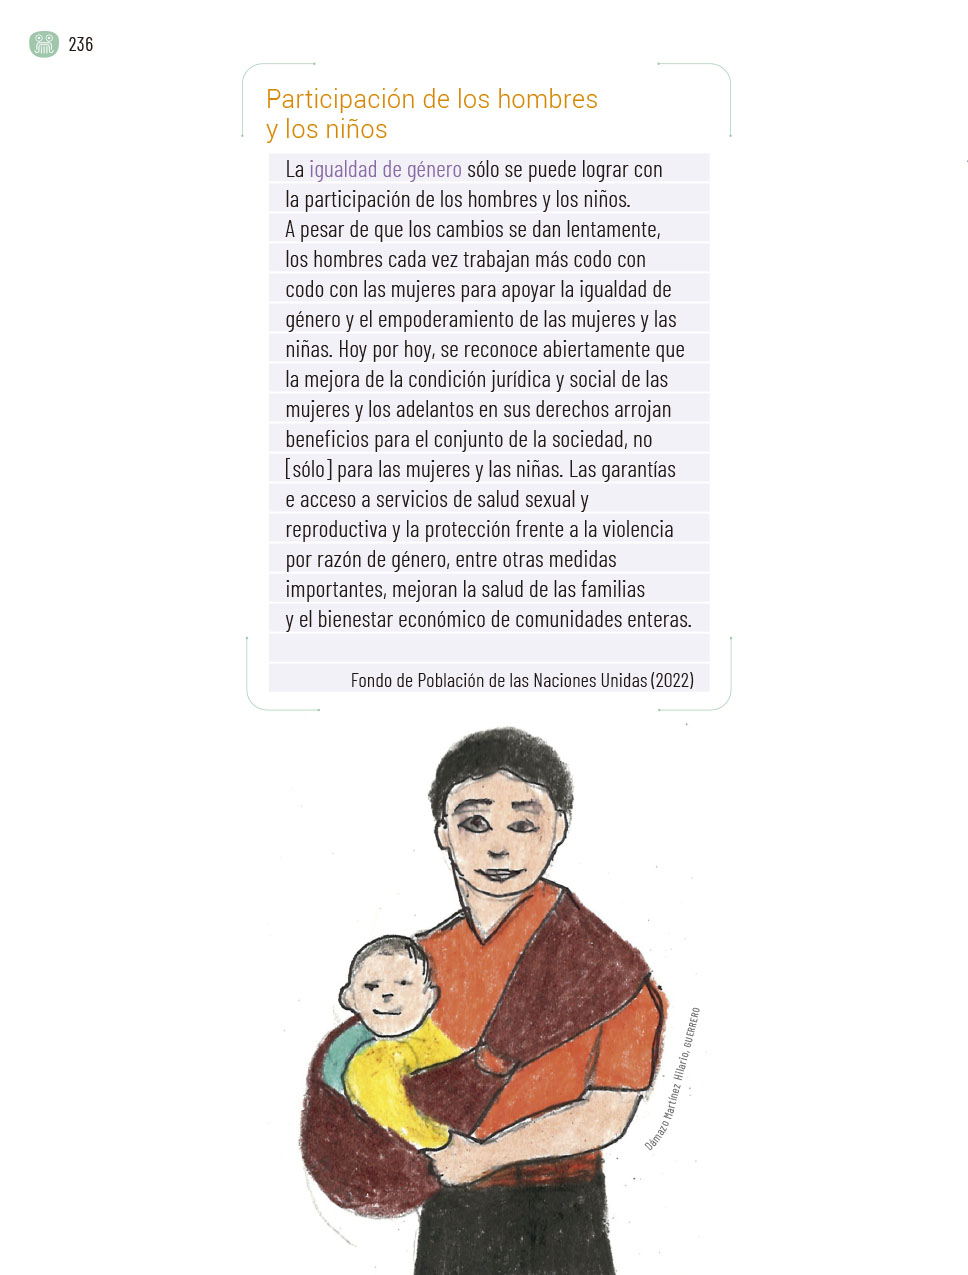 236
Participación de los hombres
y los niños
La igualdad de género sólo se puede lograr con
la participación de los hombres y los niños.
A pesar de que los cambios se dan lentamente,
los hombres cada vez trabajan más codo con
codo con las mujeres para apoyar la igualdad de
género y el empoderamiento de las mujeres y las
niñas. Hoy por hoy, se reconoce abiertamente que
la mejora de la condición jurídica y social de las
mujeres y los adelantos en sus derechos arrojan
beneficios para el conjunto de la sociedad, no
[sólo] para las mujeres y las niñas. Las garantías
e acceso a servicios de salud sexual y
reproductiva y la protección frente a la violencia
por razón de género, entre otras medidas
importantes, mejoran la salud de las familias
y el bienestar económico de comunidades enteras.
Fondo de Población de las Naciones Unidas (2022)
Dámazo Martínez Hilario, GUERRERO